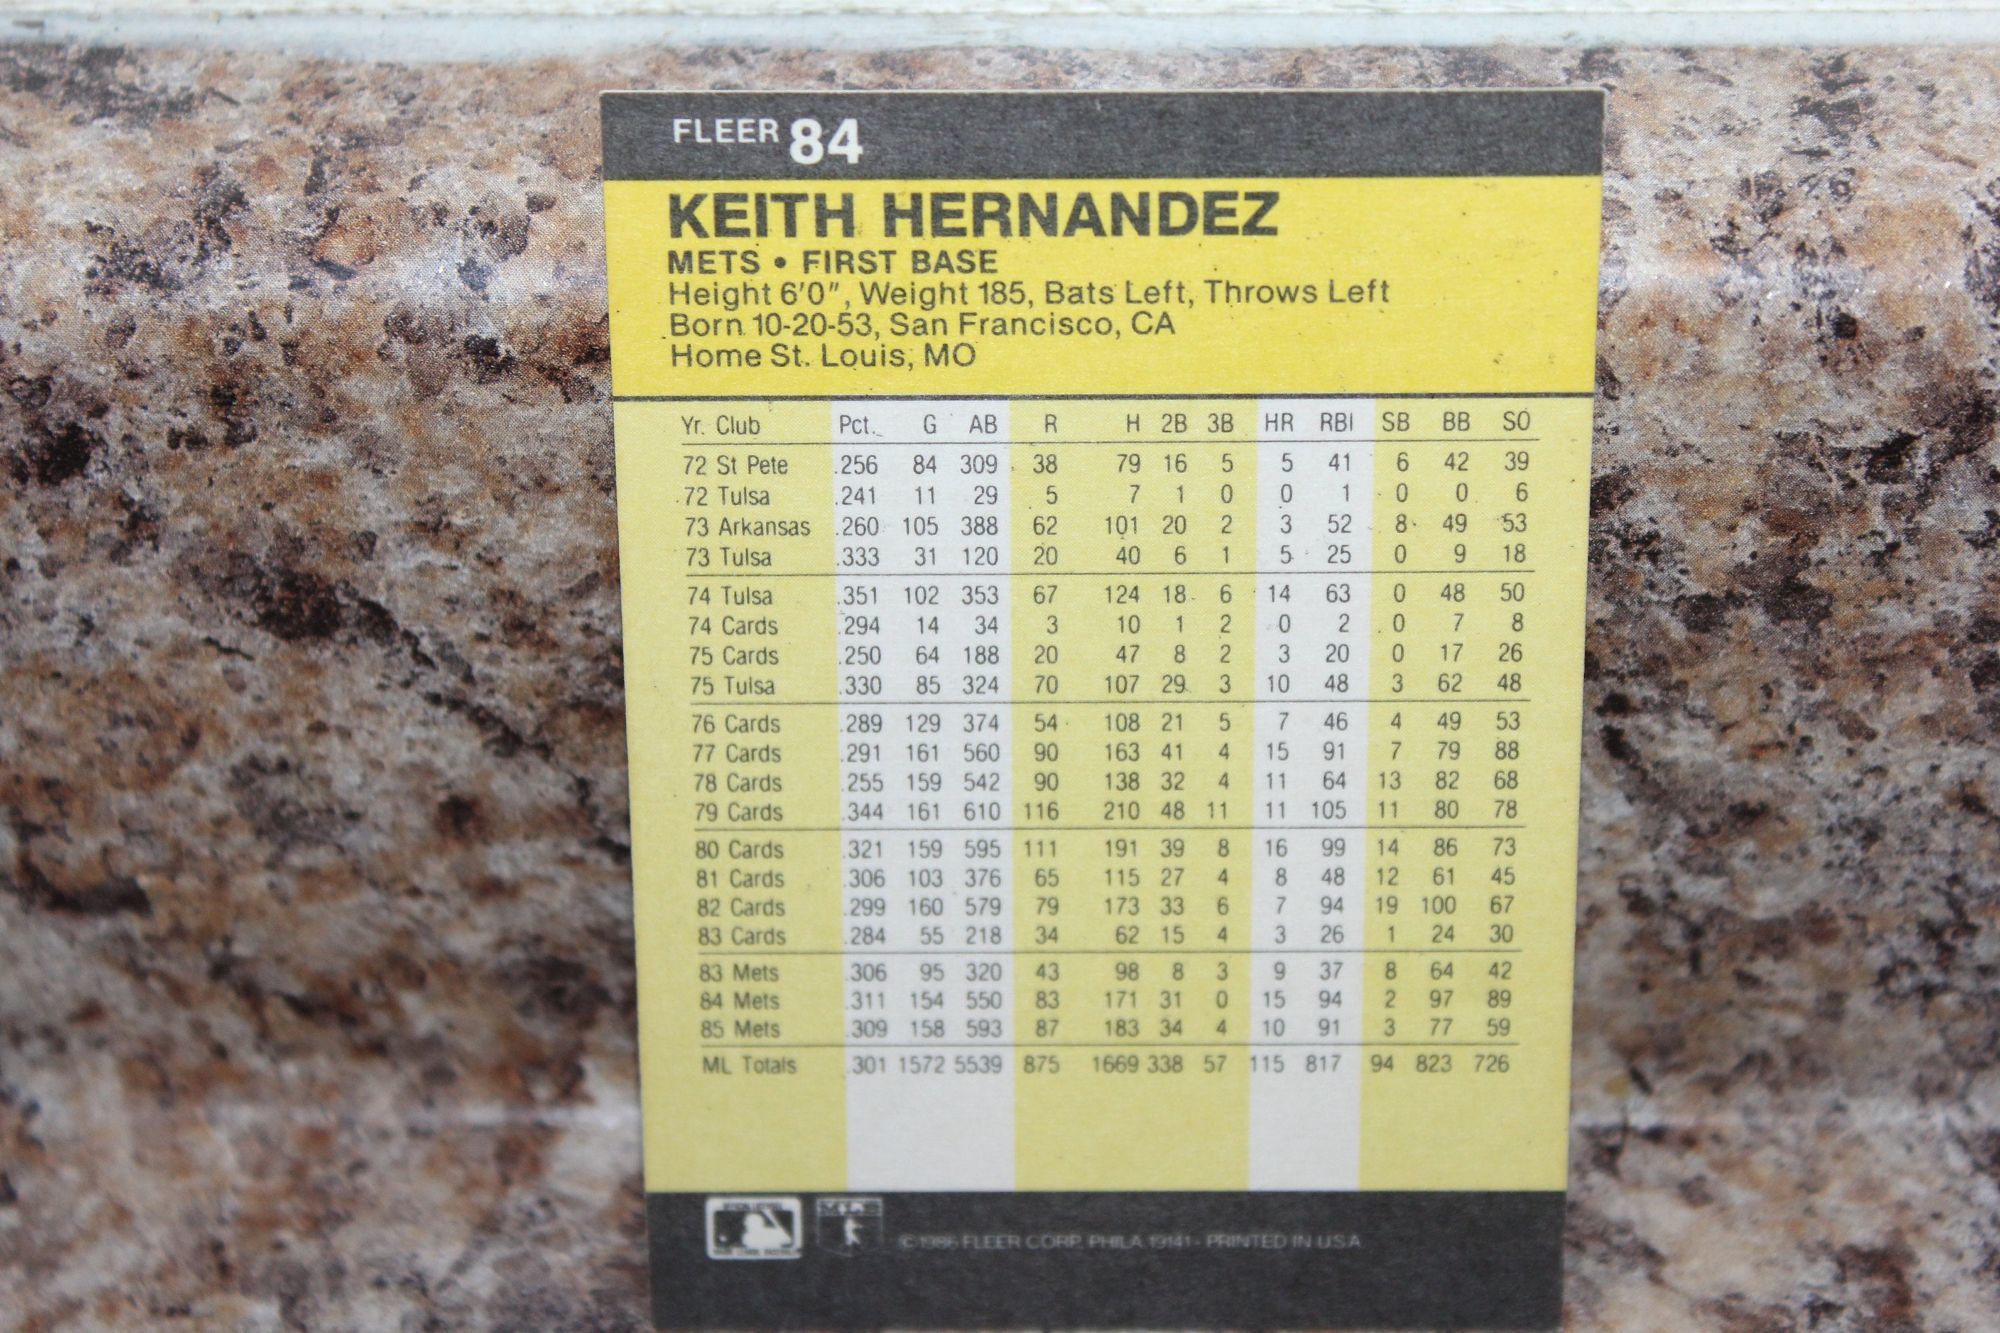 FLEER 84
KEITH HERNANDEZ
METS • FIRST BASE
Height 6'0", Weight 185, Bats Left, Throws Left
Born 10-20-53, San Francisco, CA
Home St. Louis, MO
Yr. Club Pct. G AB R H 2B 3B HR RBI SB BB SO
72 St Pete .256 84 309 38 79 16 5 5 41 6 42 39
72 Tulsa .241 11 29 5 7 1 0 0 1 0 0 6
73 Arkansas .260 105 388 62 101 20 2 3 52 8 49 53
73 Tulsa .333 31 120 20 40 6 1 5 25 0 9 18
74 Tulsa .351 102 353 67 124 18 6 14 63 0 48 50
74 Cards .294 14 34 3 10 1 2 0 2 0 7 8
75 Cards .250 64 188 20 47 8 2 3 20 0 17 26
75 Tulsa .330 85 324 70 107 29 3 10 48 3 62 48
76 Cards .289 129 374 54 108 21 5 7 46 4 49 53
77 Cards .291 161 560 90 163 41 4 15 91 7 79 88
78 Cards .255 159 542 90 138 32 4 11 64 13 82 68
79 Cards .344 161 610 116 210 48 11 11 105 11 80 78
80 Cards .321 159 595 111 191 39 8 16 99 14 86 73
81 Cards .306 103 376 65 115 27 4 8 48 12 61 45
82 Cards .299 160 579 79 173 33 6 7 94 19 100 67
83 Cards .284 55 218 34 62 15 4 3 26 1 24 30
83 Mets .306 95 320 43 98 8 3 9 37 8 64 42
84 Mets .311 154 550 83 171 31 0 15 94 2 97 89
85 Mets .309 158 593 87 183 34 4 10 91 3 77 59
ML Totals .301 1572 5539 875 1669 338 57 115 817 94 823 726
©1986 FLEER CORP. PHILA. 19141 - PRINTED IN U S A